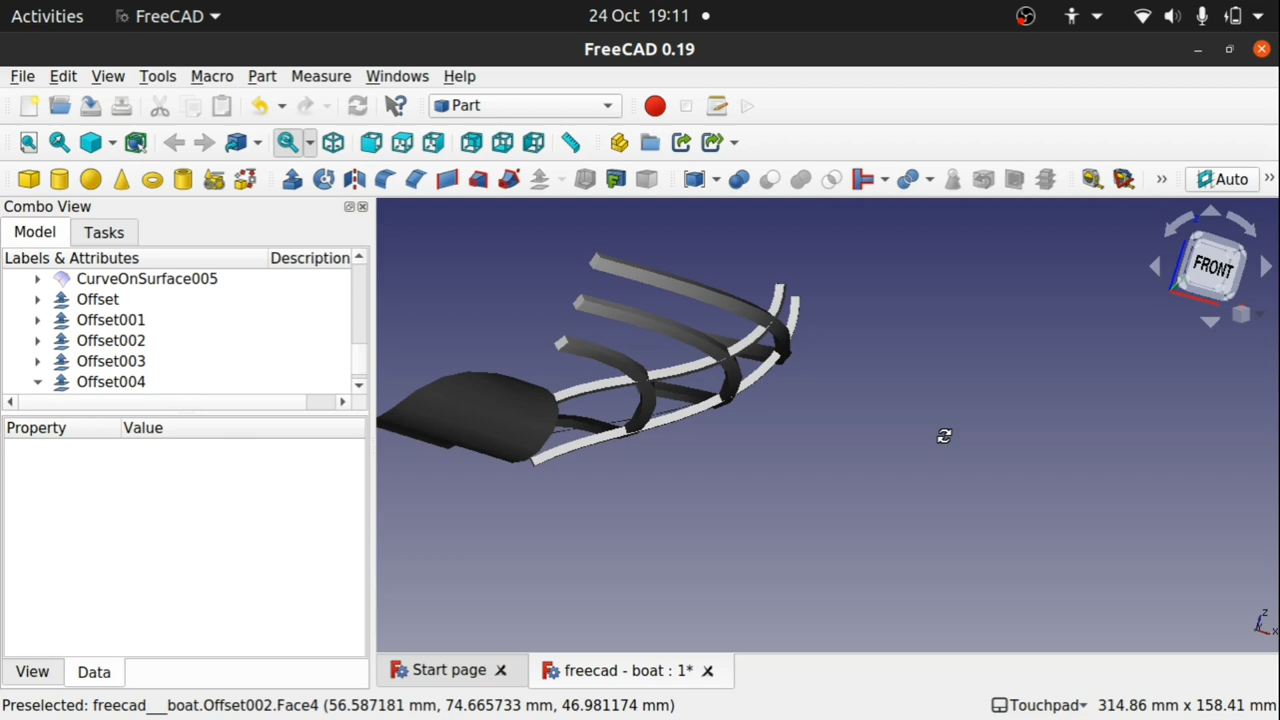 Activities FreeCAD 24 Oct 19:11
FreeCAD 0.19
File Edit View Tools Macro Part Measure Windows Help
Part
Auto
Combo View
Model Tasks
Labels & Attributes Description
CurveOnSurface005
Offset
Offset001
Offset002
Offset003
Offset004
Property Value
FRONT
View Data
Start page freecad - boat : 1*
Preselected: freecad___boat.Offset002.Face4 (56.587181 mm, 74.665733 mm, 46.981174 mm) Touchpad 314.86 mm x 158.41 mm